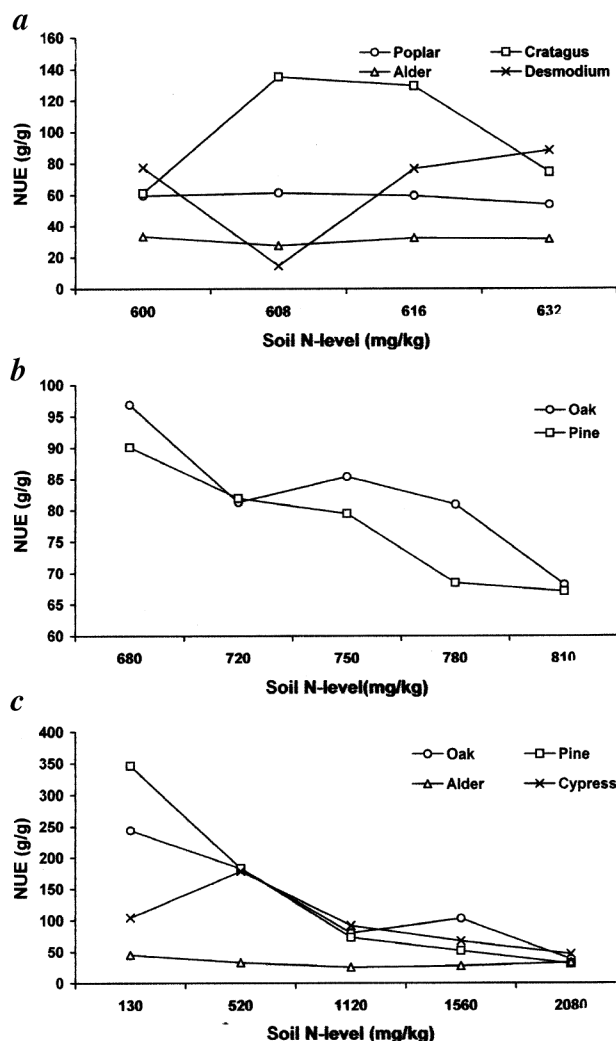 a
160
140
120
100
80
60
40
20
0
NUE (g/g)
Poplar
Cratagus
Alder
Desmodium
600
608
616
632
Soil N-level (mg/kg)
b
100
95
90
85
80
75
70
65
60
NUE (g/g)
Oak
Pine
680
720
750
780
810
Soil N-level(mg/kg)
c
400
350
300
250
200
150
100
50
0
NUE (g/g)
Oak
Pine
Alder
Cypress
130
520
1120
1560
2080
Soil N-level (mg/kg)